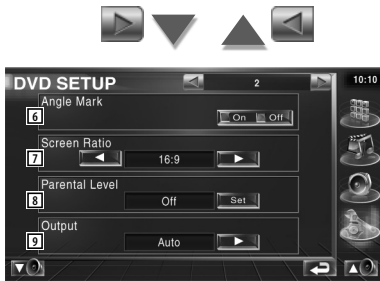 DVD SETUP
2
10:10
Angle Mark
6
On Off
Screen Ratio
7
16:9
Parental Level
8
Off
Set
Output
9
Auto